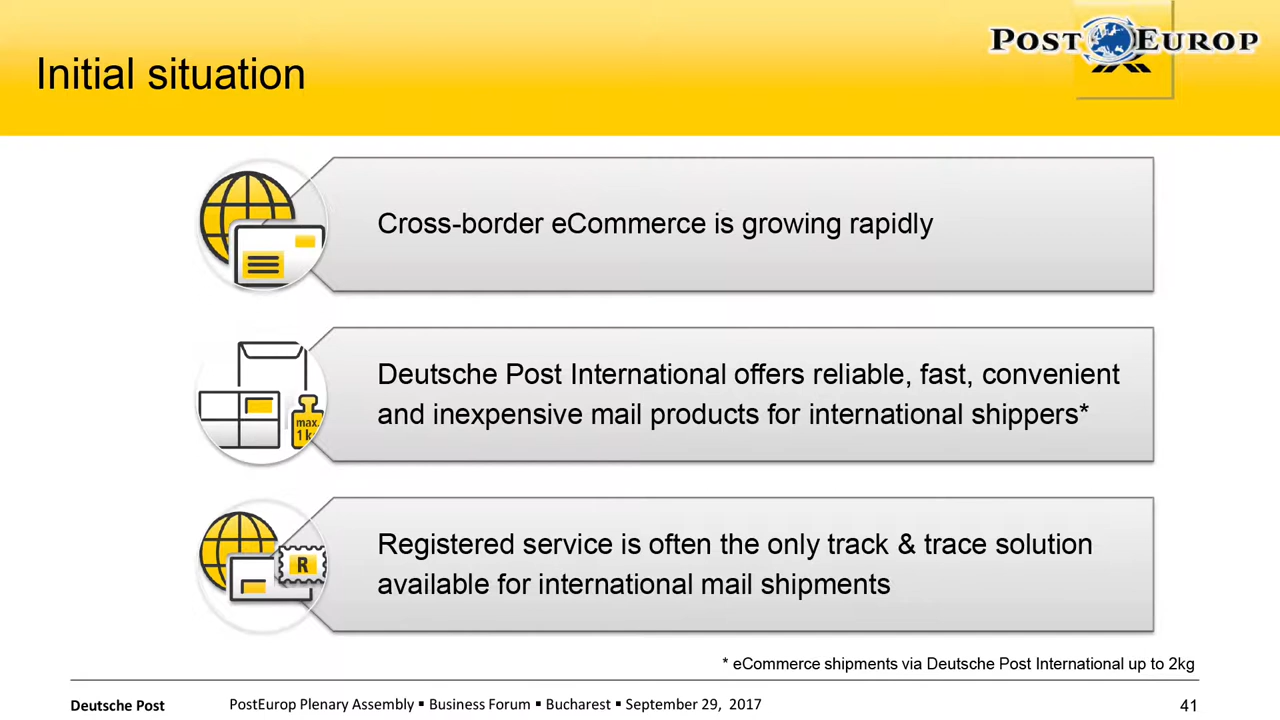 Initial situation
POST EUROP
Cross-border eCommerce is growing rapidly
Deutsche Post International offers reliable, fast, convenient
and inexpensive mail products for international shippers*
max.
Registered service is often the only track & trace solution
available for international mail shipments
R
* eCommerce shipments via Deutsche Post International up to 2kg
Deutsche Post
PostEurop Plenary Assembly ▪ Business Forum ▪ Bucharest ▪ September 29, 2017
41